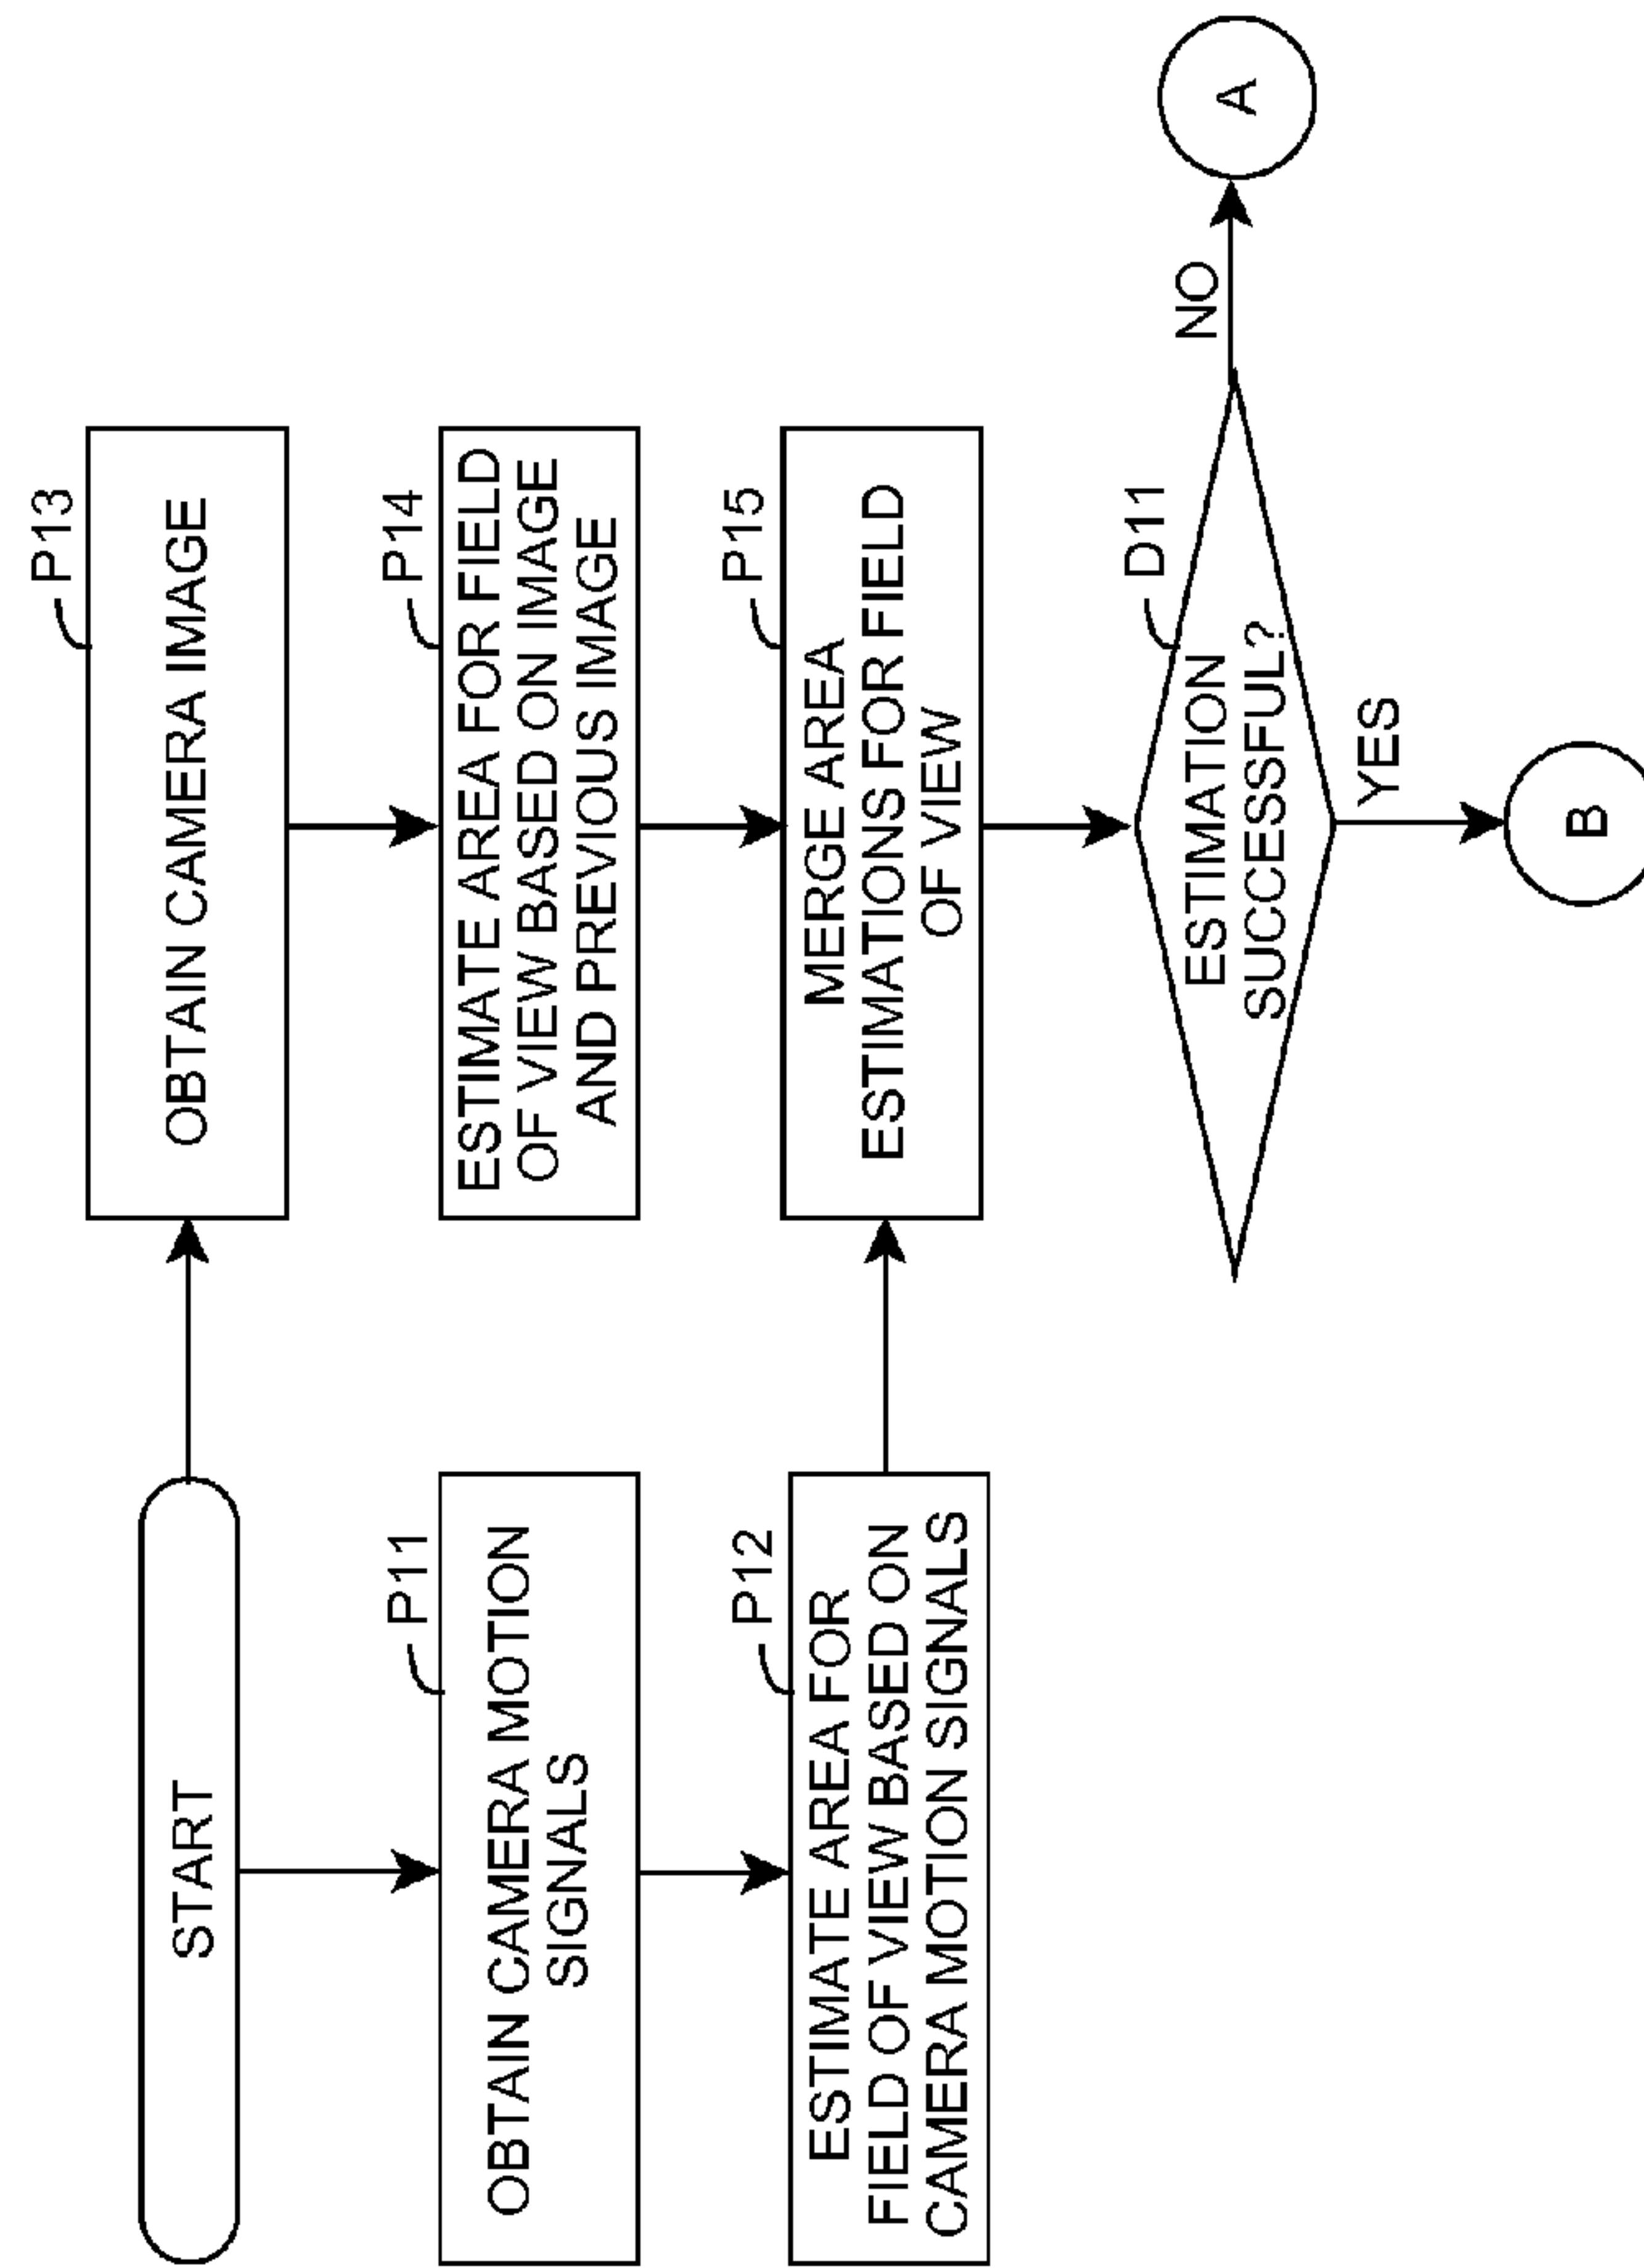 START
P11
OBTAIN CAMERA MOTION
SIGNALS
P12
ESTIMATE AREA FOR
FIELD OF VIEW BASED ON
CAMERA MOTION SIGNALS
P13
OBTAIN CAMERA IMAGE
P14
ESTIMATE AREA FOR FIELD
OF VIEW BASED ON IMAGE
AND PREVIOUS IMAGE
P15
MERGE AREA
ESTIMATIONS FOR FIELD
OF VIEW
D11
ESTIMATION
SUCCESSFUL?
NO
A
YES
B